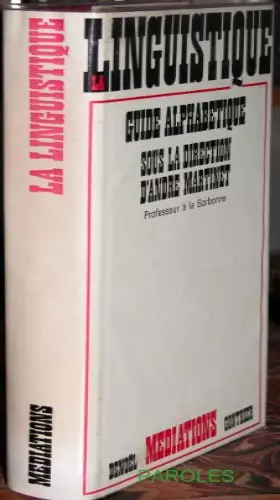 LA LINGUISTIQUE
MEDIATIONS
LA LINGUISTIQUE
GUIDE ALPHABETIQUE
SOUS LA DIRECTION
D'ANDRE MARTINET
Professeur à la Sorbonne
DENOËL MEDIATIONS GONTHIER
PAROLES